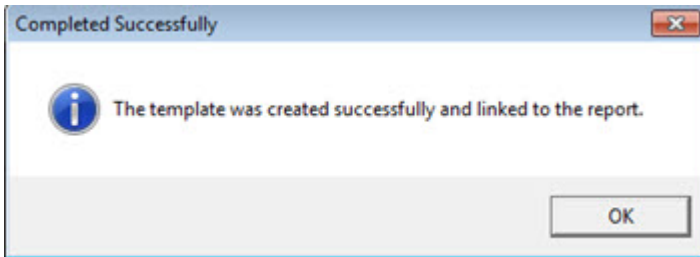 Completed Successfully
The template was created successfully and linked to the report.
OK